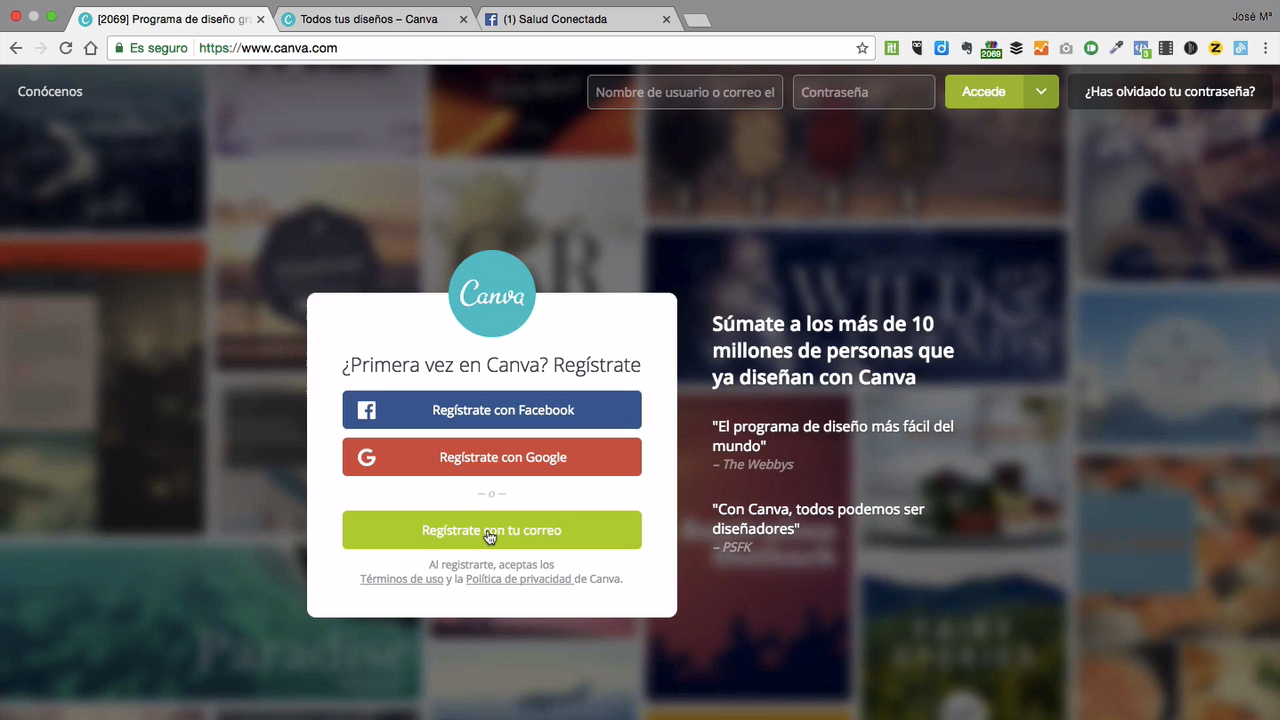 [2069] Programa de diseño gr
Todos tus diseños – Canva
(1) Salud Conectada
José Mª
Es seguro
https://www.canva.com
2069
3
Conócenos
Nombre de usuario o correo el
Contraseña
Accede
¿Has olvidado tu contraseña?
Canva
¿Primera vez en Canva? Regístrate
Regístrate con Facebook
Regístrate con Google
– o –
Regístrate con tu correo
Al registrarte, aceptas los
Términos de uso y la Política de privacidad de Canva.
Súmate a los más de 10
millones de personas que
ya diseñan con Canva
"El programa de diseño más fácil del
mundo"
– The Webbys
"Con Canva, todos podemos ser
diseñadores"
– PSFK
WILD &
Paradise